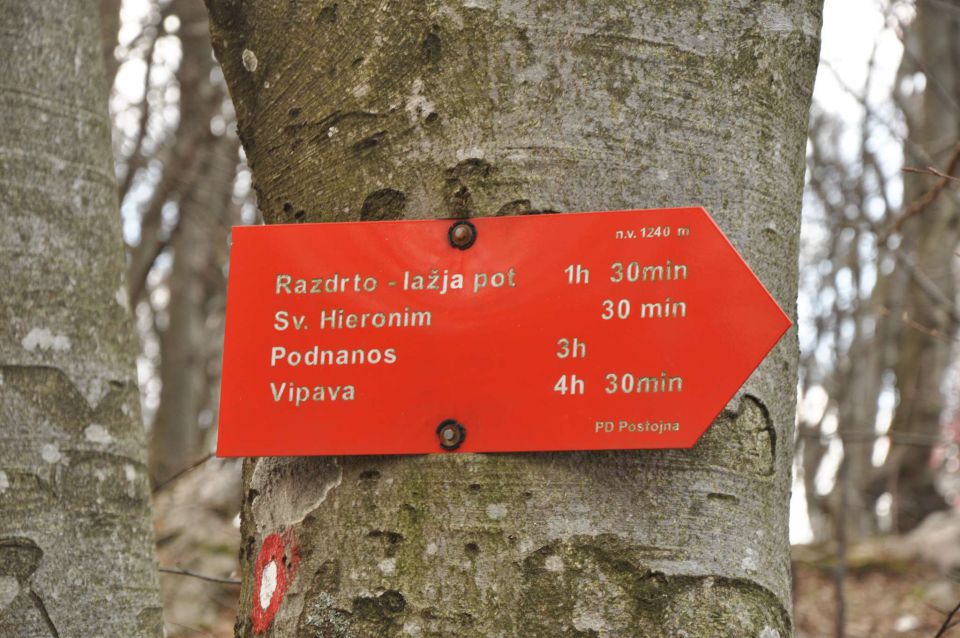 n.v. 1240 m
Razdrto - lažja pot 1h 30min
Sv. Hieronim 30 min
Podnanos 3h
Vipava 4h 30min
PD Postojna